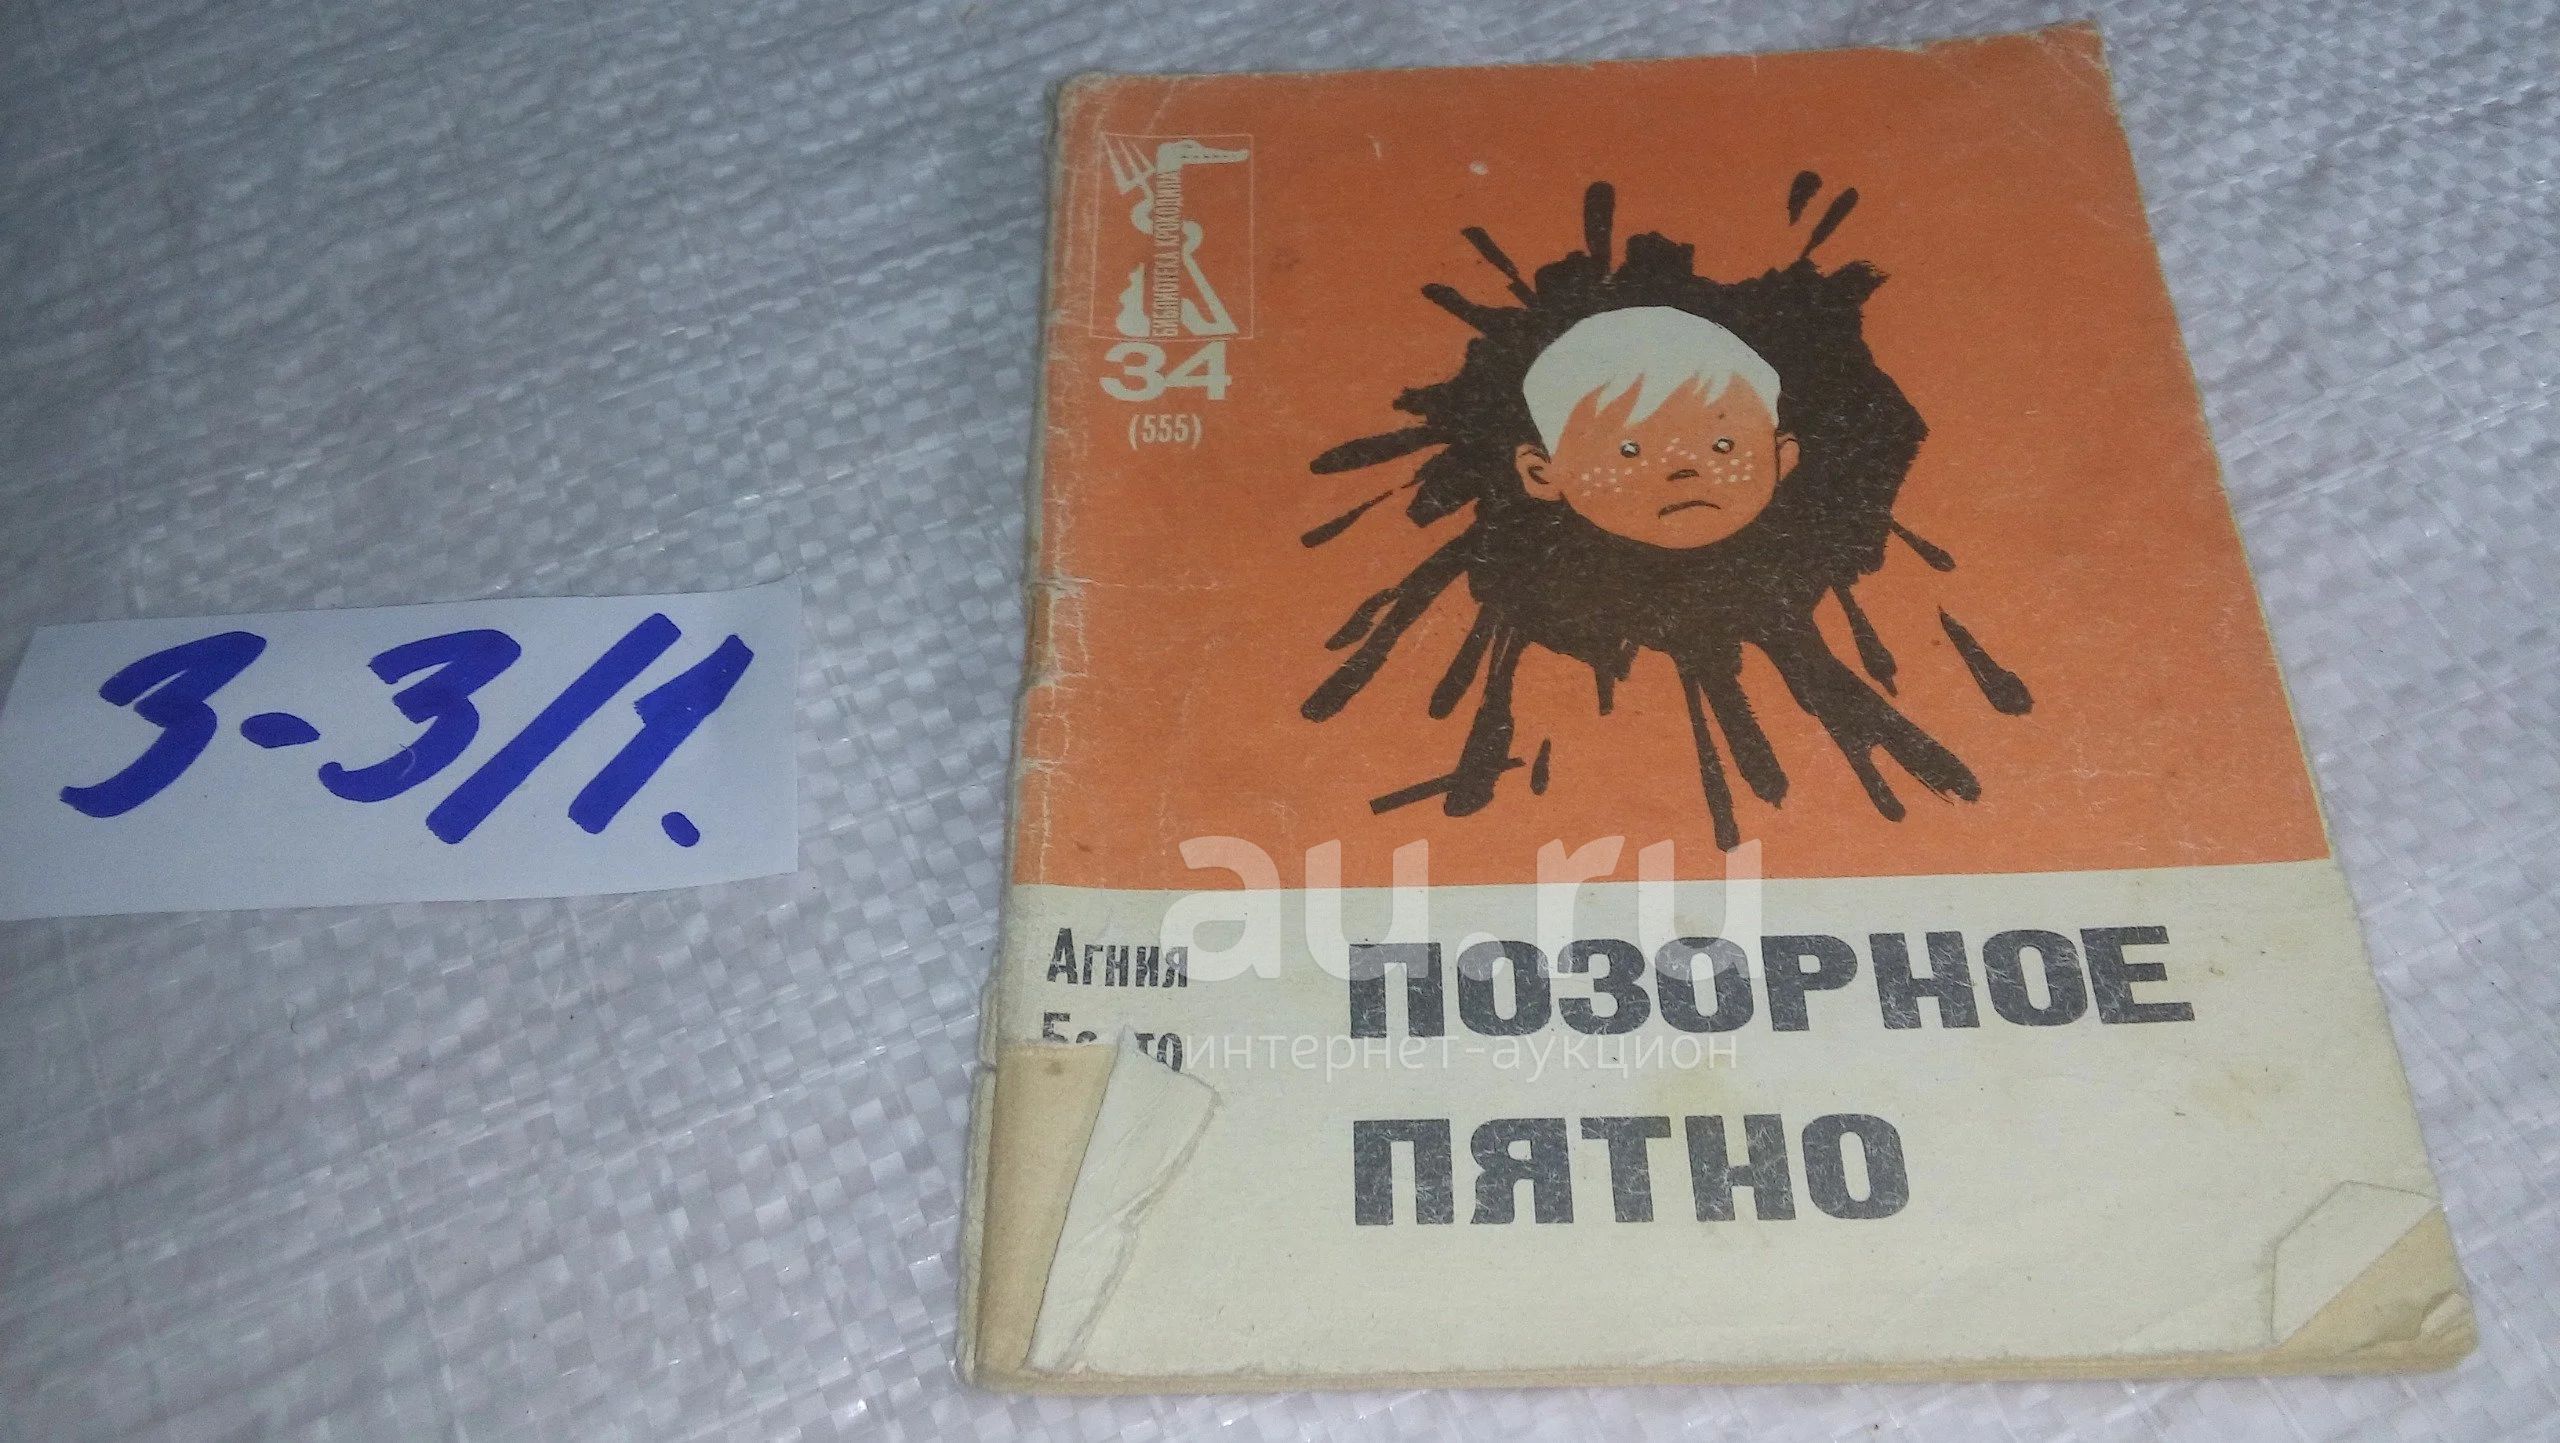 БИБЛИОТЕКА КРОКОДИЛА
34
(555)
3-3/1.
Агния
ПОЗОРНОЕ
ПЯТНО
au.ru
интернет-аукцион